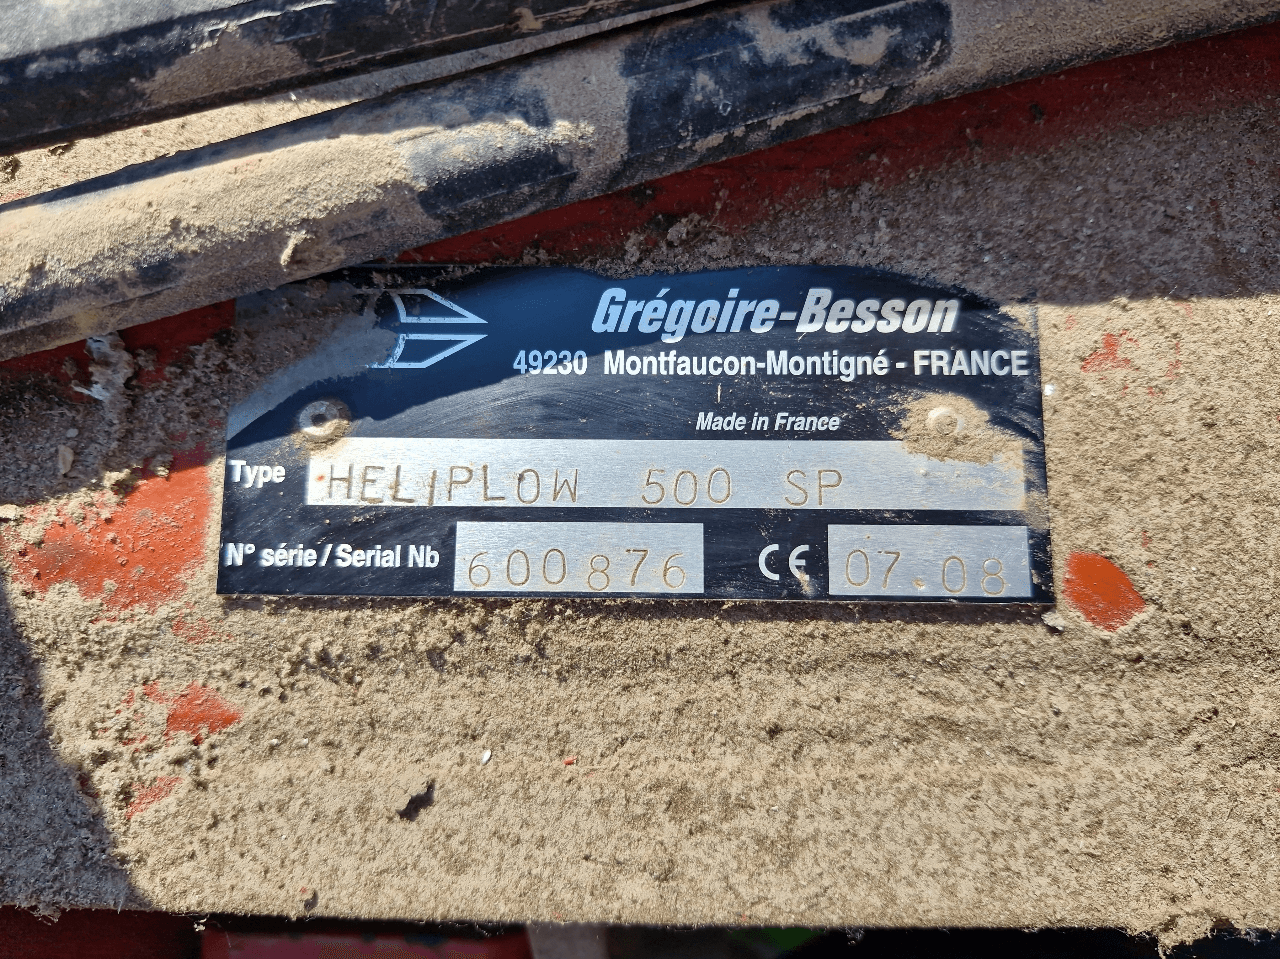 Grégoire-Besson
49230 Montfaucon-Montigné - FRANCE
Made in France
Type HELIPLOW 500 SP
N° série / Serial Nb 600876 CE 07.08